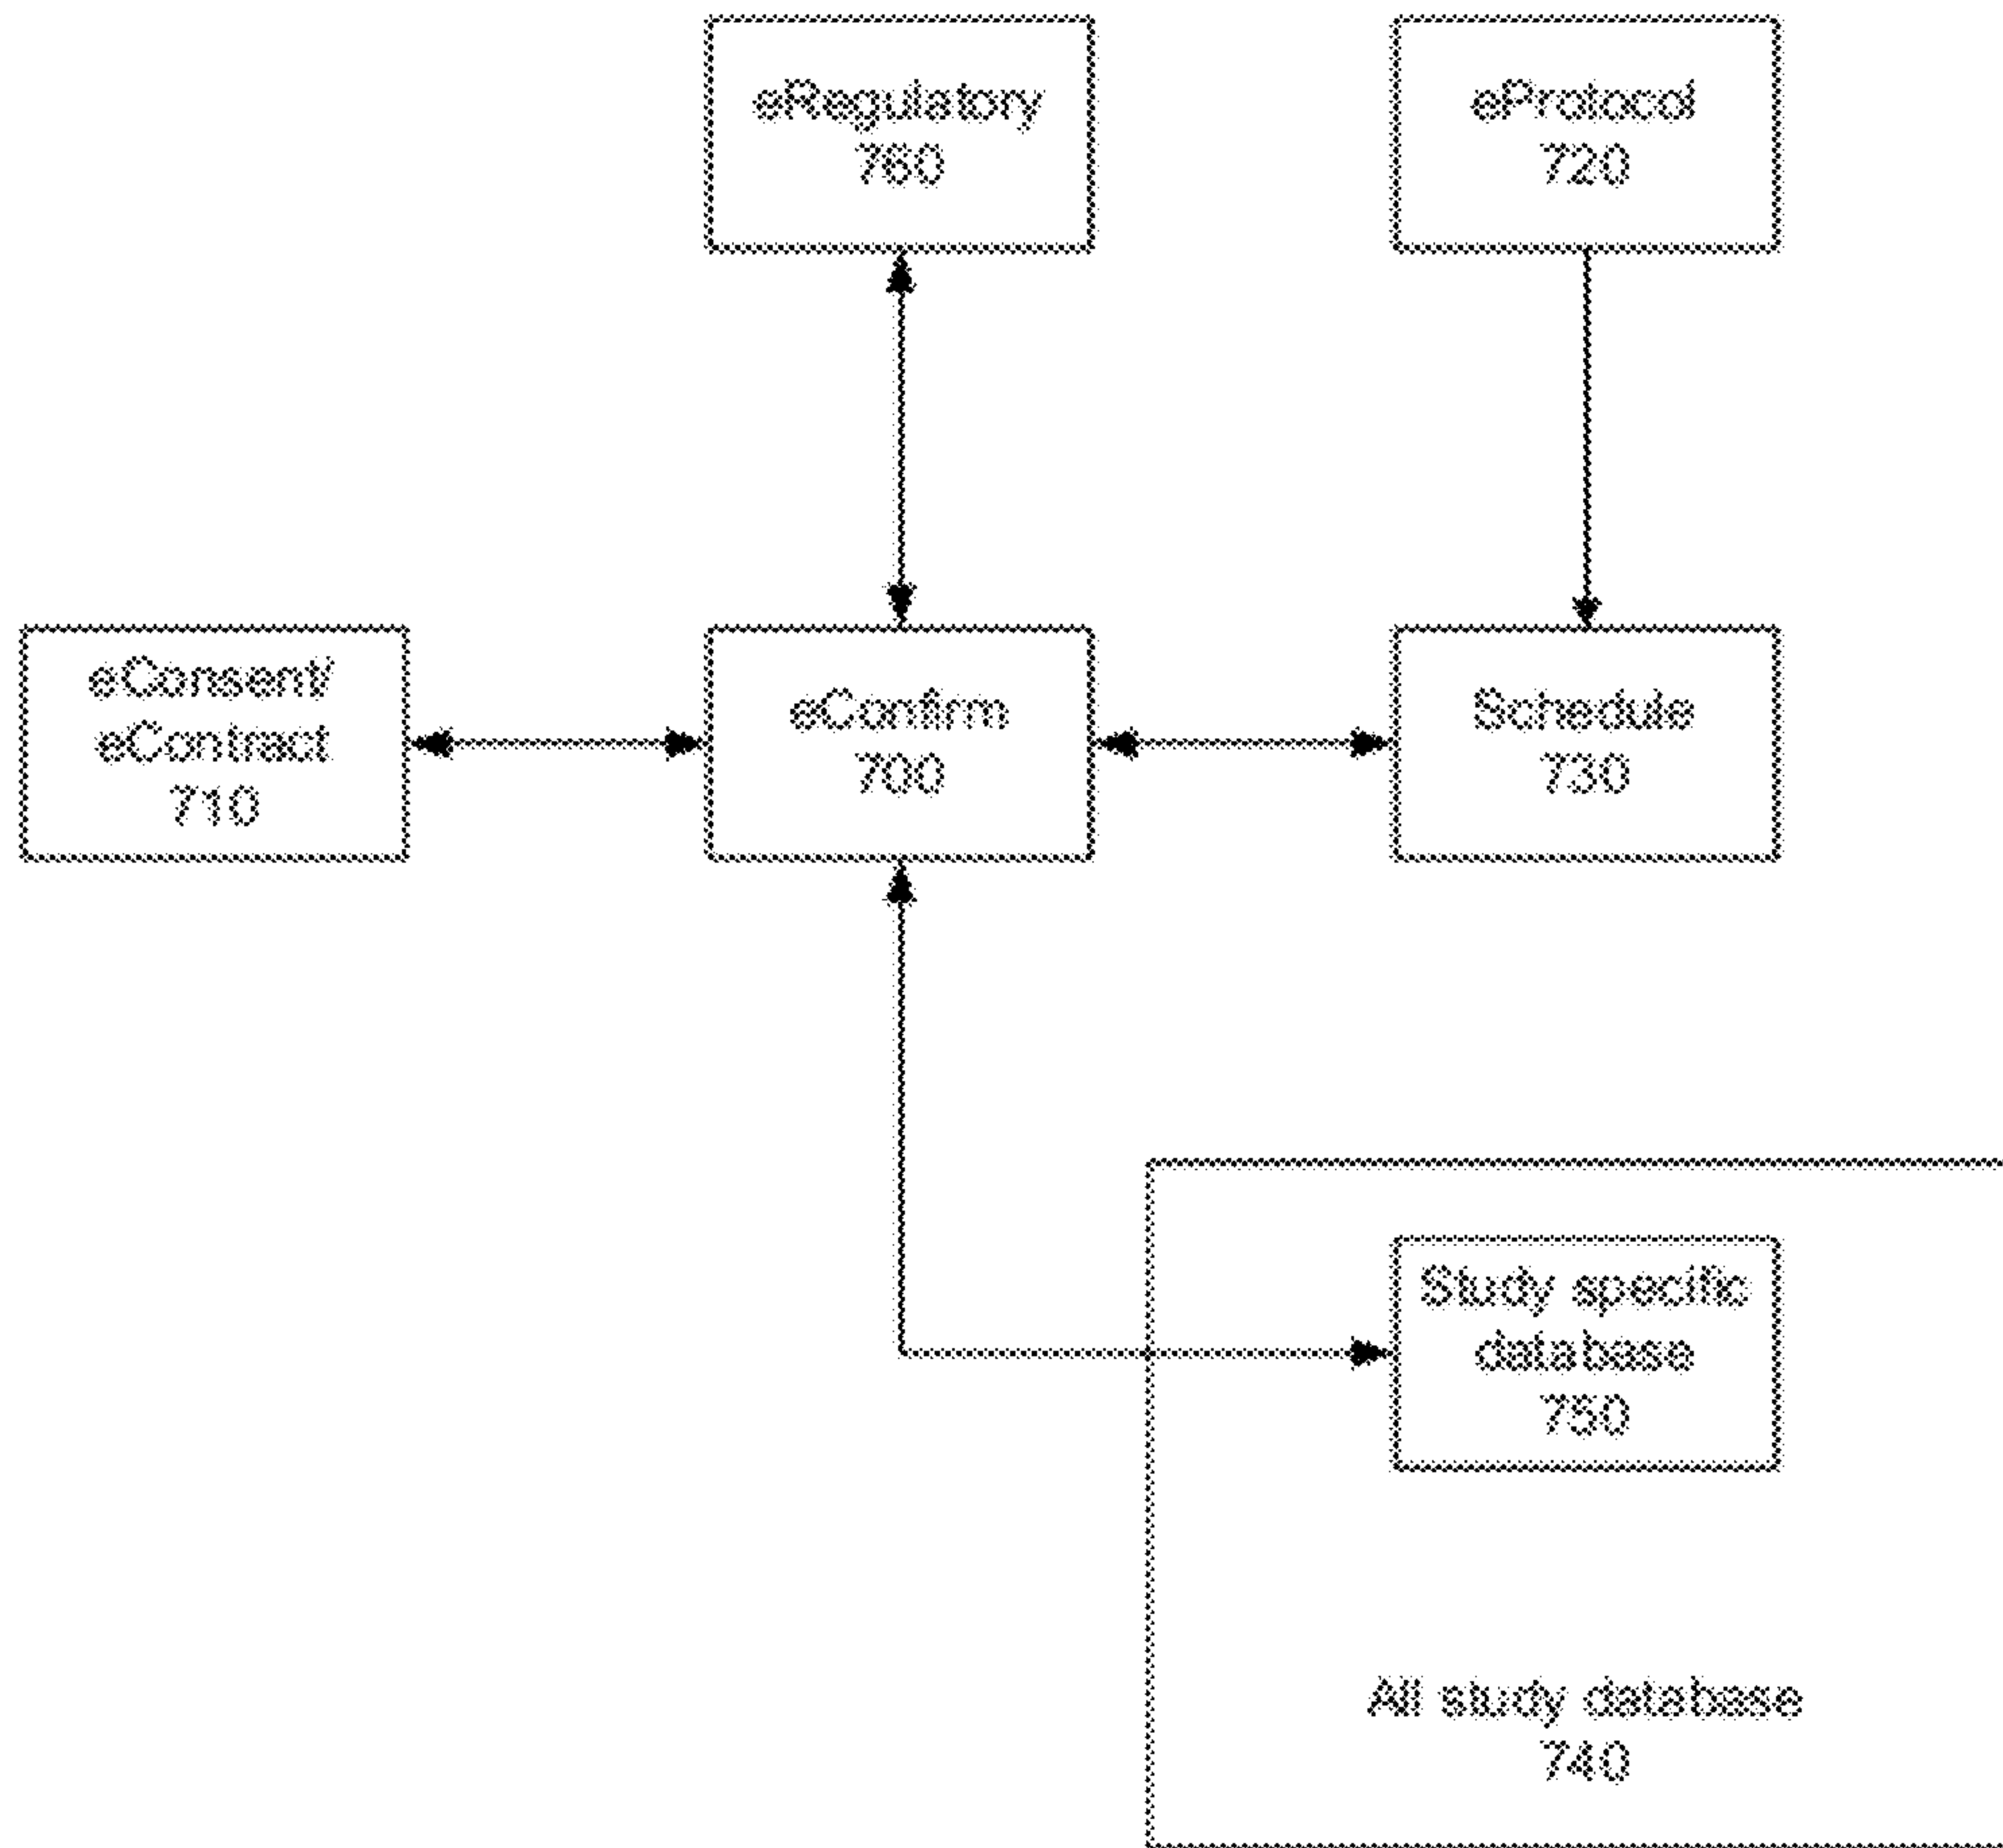 eRegulatory
760
eProtocol
720
eConsent/
eContract
710
eConfirm
700
Schedule
730
Study specific
database
750
All study database
740